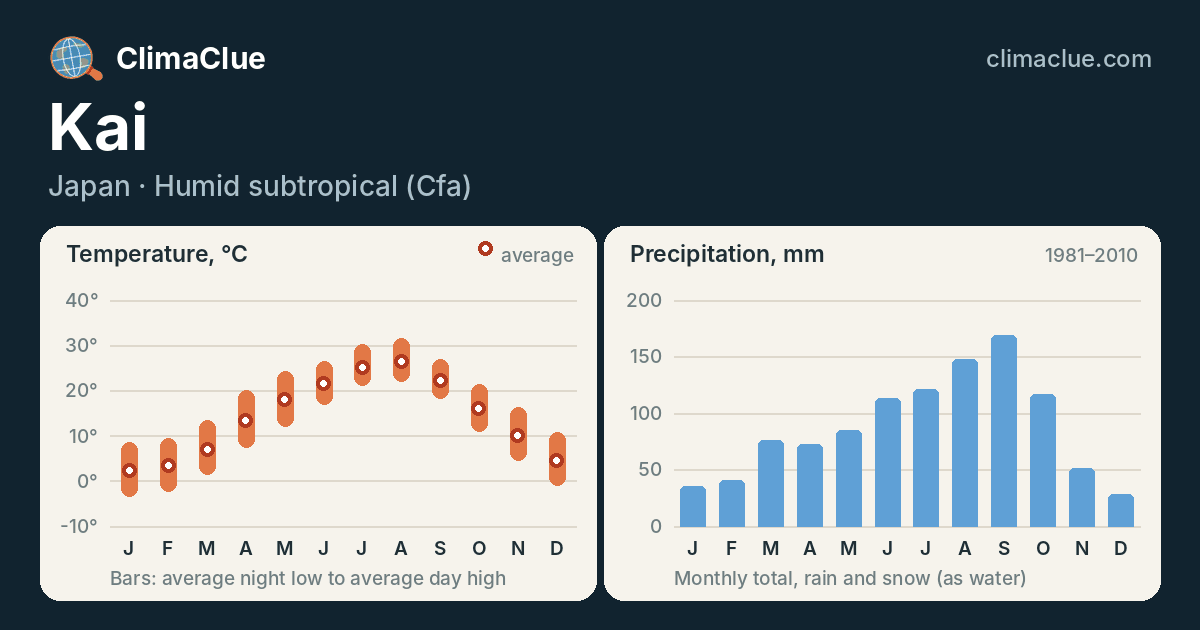 ClimaClue
climaclue.com
Kai
Japan · Humid subtropical (Cfa)
Temperature, °C
average
40°
30°
20°
10°
0°
-10°
J F M A M J J A S O N D
Bars: average night low to average day high
Precipitation, mm
1981–2010
200
150
100
50
0
J F M A M J J A S O N D
Monthly total, rain and snow (as water)